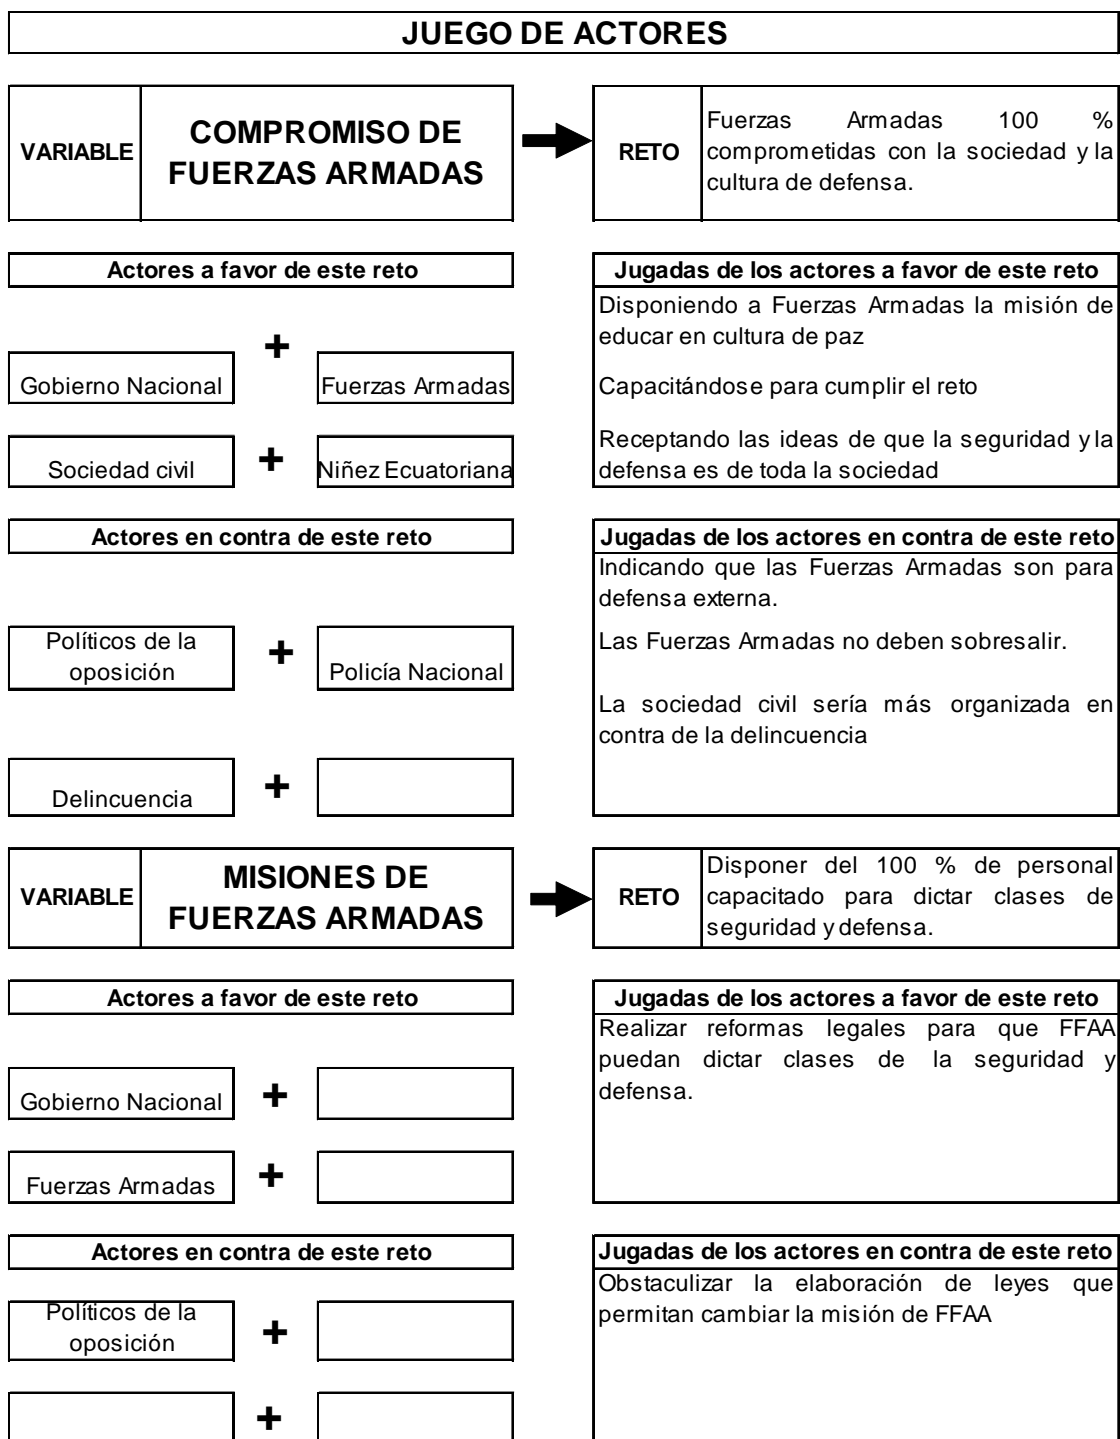 JUEGO DE ACTORES
VARIABLE
COMPROMISO DE
FUERZAS ARMADAS
RETO
Fuerzas Armadas 100 %
comprometidas con la sociedad y la
cultura de defensa.
Actores a favor de este reto
+
Gobierno Nacional
Fuerzas Armadas
Sociedad civil
+
Niñez Ecuatoriana
Jugadas de los actores a favor de este reto
Disponiendo a Fuerzas Armadas la misión de
educar en cultura de paz
Capacitándose para cumplir el reto
Receptando las ideas de que la seguridad y la
defensa es de toda la sociedad
Actores en contra de este reto
Políticos de la
oposición
+
Policía Nacional
Delincuencia
+
Jugadas de los actores en contra de este reto
Indicando que las Fuerzas Armadas son para
defensa externa.
Las Fuerzas Armadas no deben sobresalir.
La sociedad civil sería más organizada en
contra de la delincuencia
VARIABLE
MISIONES DE
FUERZAS ARMADAS
RETO
Disponer del 100 % de personal
capacitado para dictar clases de
seguridad y defensa.
Actores a favor de este reto
Gobierno Nacional
+
Fuerzas Armadas
+
Jugadas de los actores a favor de este reto
Realizar reformas legales para que FFAA
puedan dictar clases de la seguridad y
defensa.
Actores en contra de este reto
Políticos de la
oposición
+
+
Jugadas de los actores en contra de este reto
Obstaculizar la elaboración de leyes que
permitan cambiar la misión de FFAA